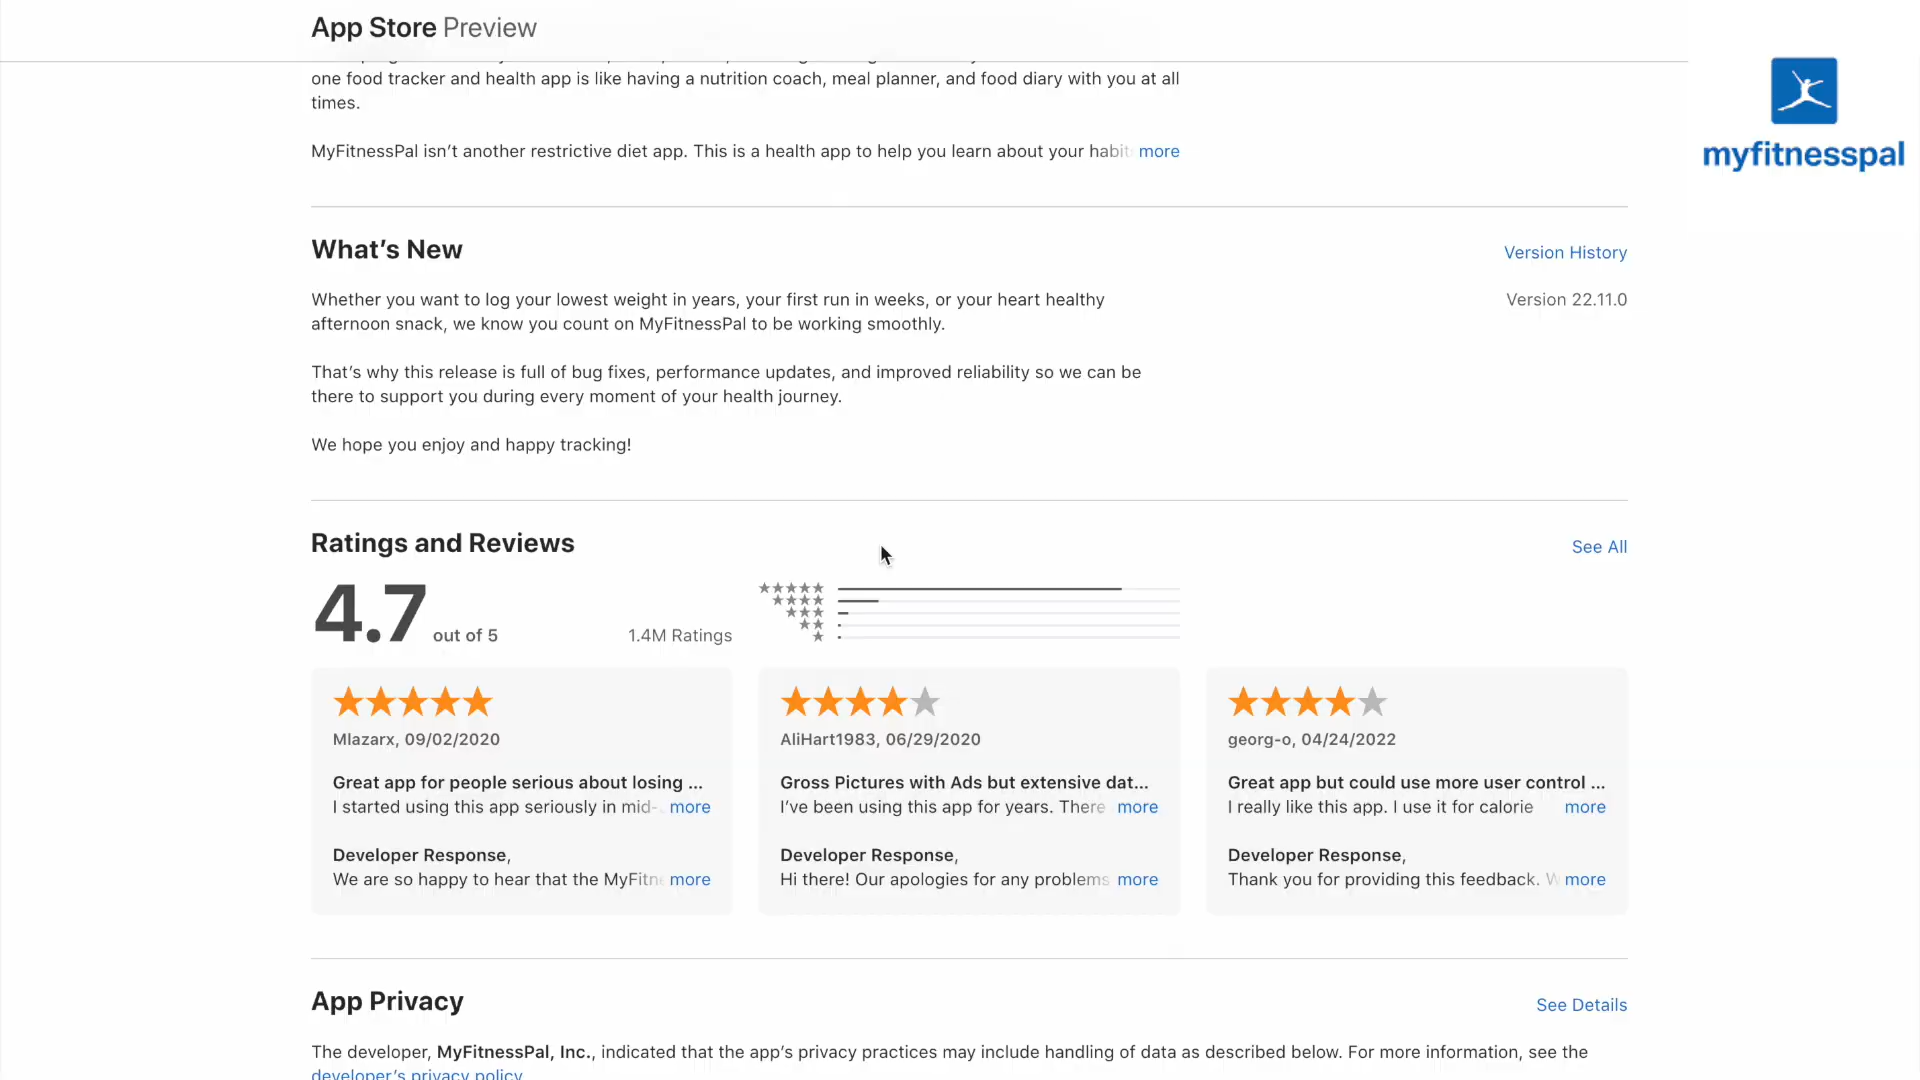 App Store Preview
one food tracker and health app is like having a nutrition coach, meal planner, and food diary with you at all
times.
MyFitnessPal isn't another restrictive diet app. This is a health app to help you learn about your habit more
myfitnesspal
What's New
Version History
Whether you want to log your lowest weight in years, your first run in weeks, or your heart healthy
afternoon snack, we know you count on MyFitnessPal to be working smoothly.
Version 22.11.0
That's why this release is full of bug fixes, performance updates, and improved reliability so we can be
there to support you during every moment of your health journey.
We hope you enjoy and happy tracking!
Ratings and Reviews
See All
4.7 out of 5
1.4M Ratings
Mlazarx, 09/02/2020
Great app for people serious about losing ...
I started using this app seriously in mid- more
Developer Response,
We are so happy to hear that the MyFitne more
AliHart1983, 06/29/2020
Gross Pictures with Ads but extensive dat...
I've been using this app for years. There more
Developer Response,
Hi there! Our apologies for any problems more
georg-o, 04/24/2022
Great app but could use more user control ...
I really like this app. I use it for calorie more
Developer Response,
Thank you for providing this feedback. W more
App Privacy
See Details
The developer, MyFitnessPal, Inc., indicated that the app's privacy practices may include handling of data as described below. For more information, see the
developer's privacy policy